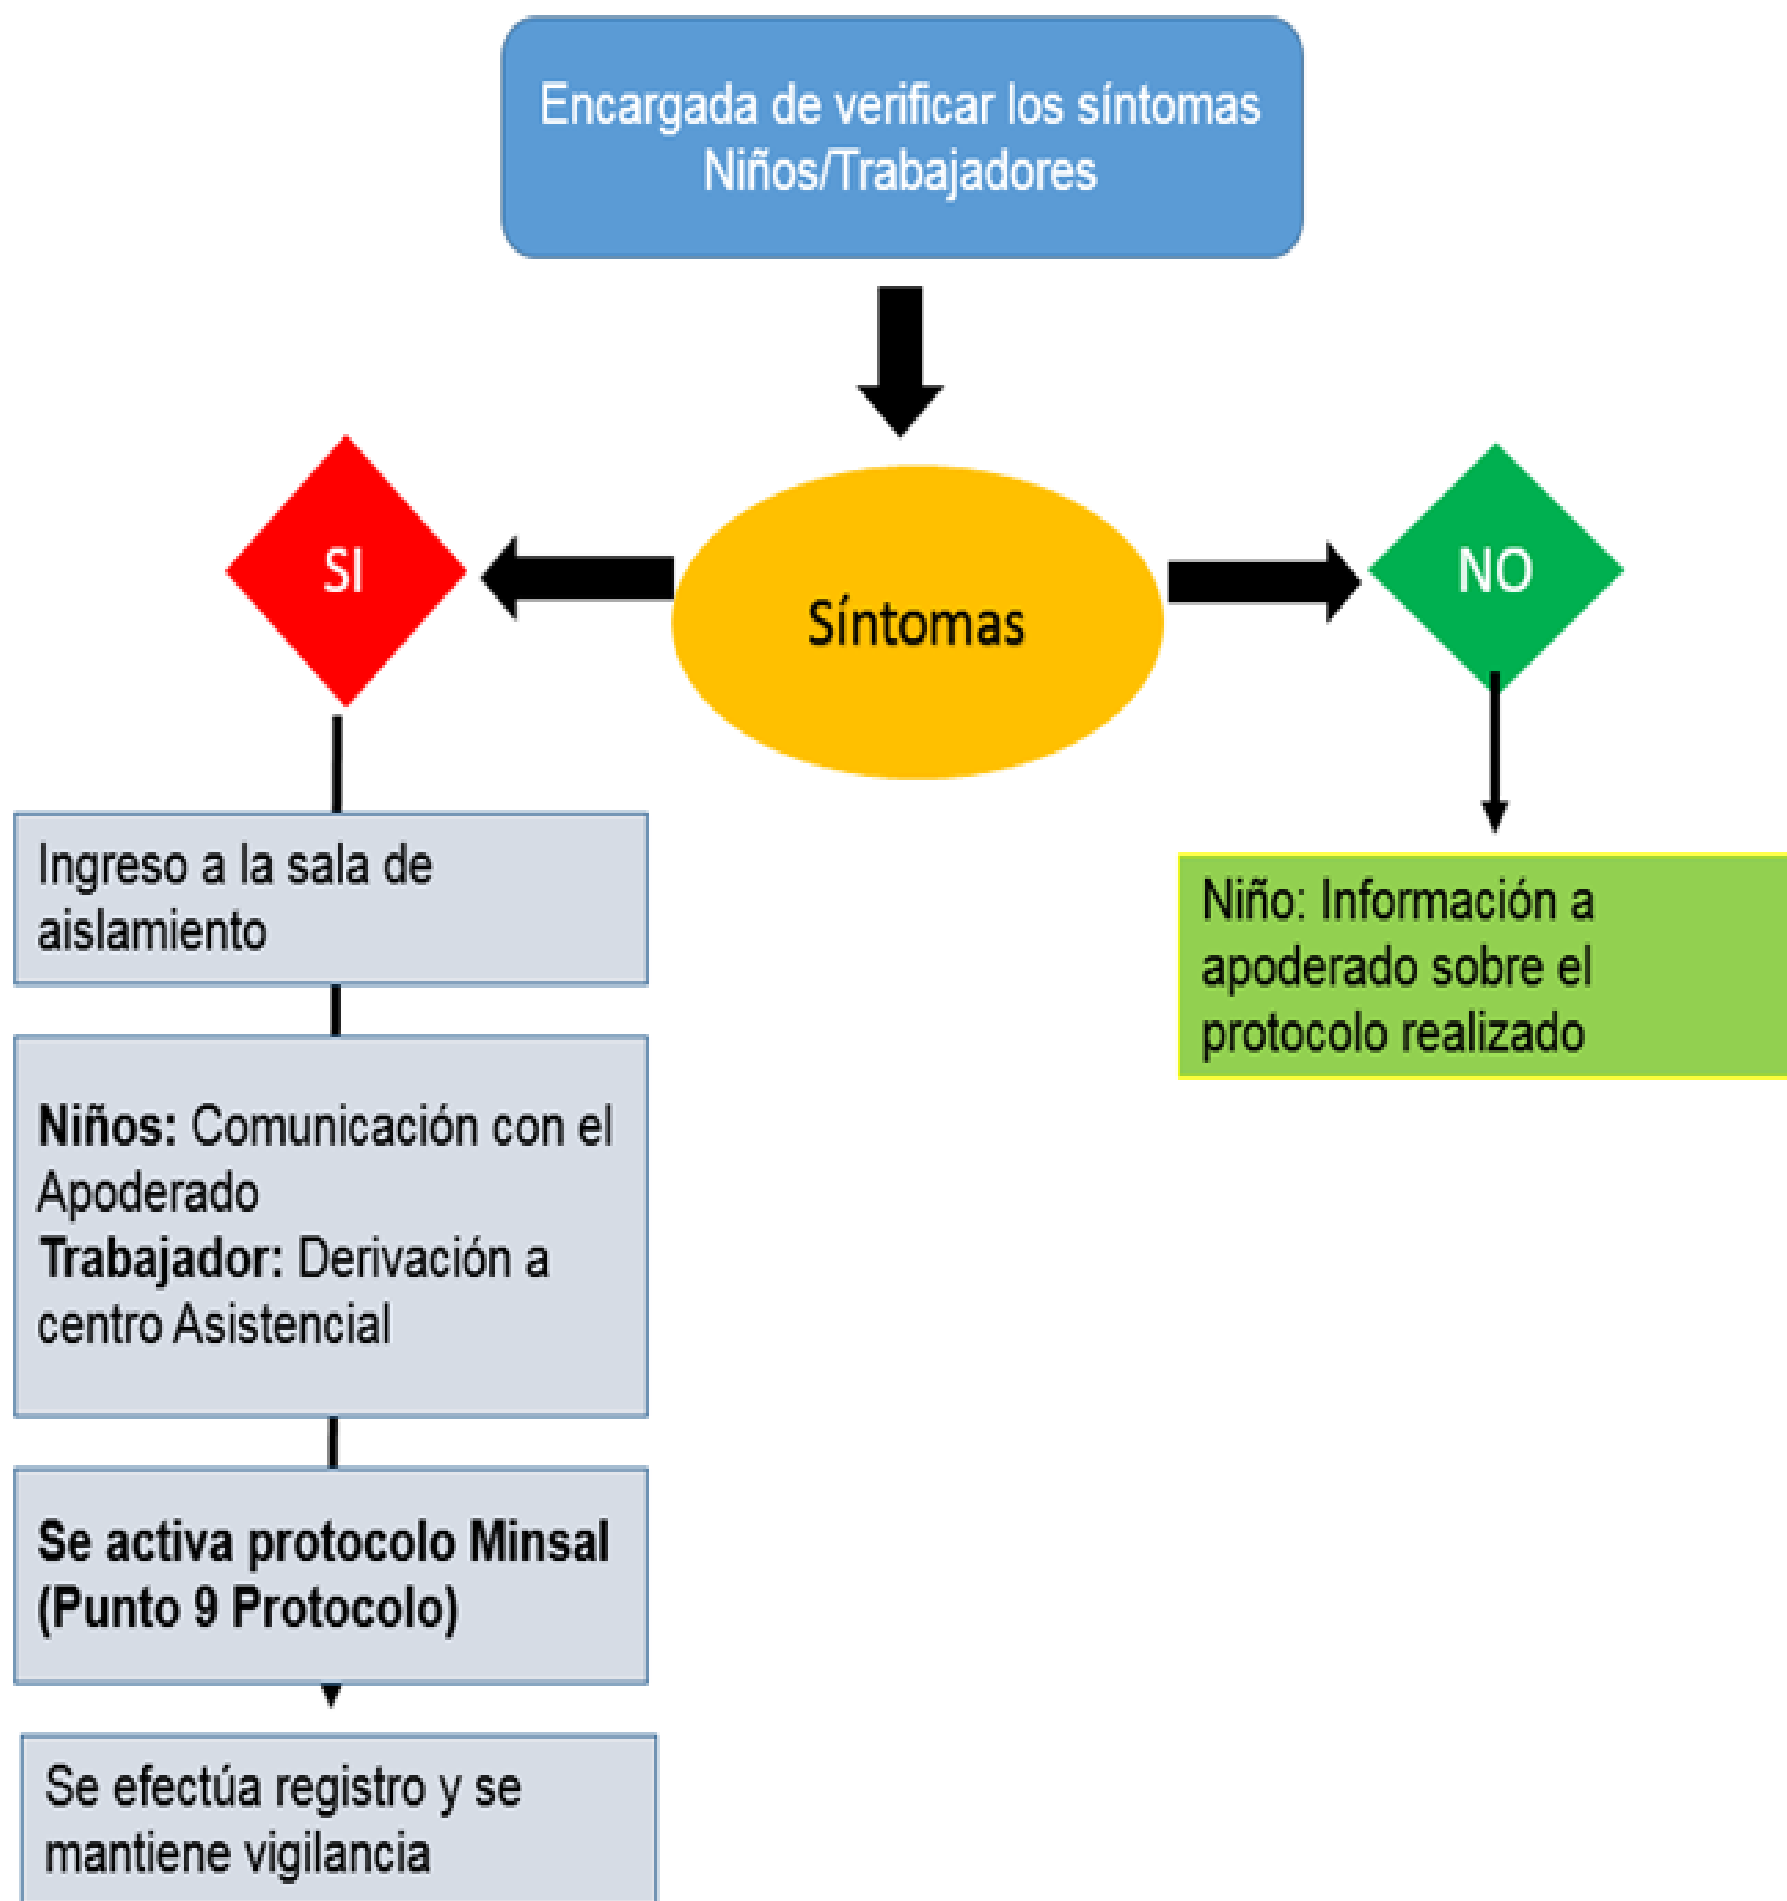 Encargada de verificar los síntomas
Niños/Trabajadores
SI
Síntomas
NO
Ingreso a la sala de
aislamiento
Niños: Comunicación con el
Apoderado
Trabajador: Derivación a
centro Asistencial
Se activa protocolo Minsal
(Punto 9 Protocolo)
Se efectúa registro y se
mantiene vigilancia
Niño: Información a
apoderado sobre el
protocolo realizado